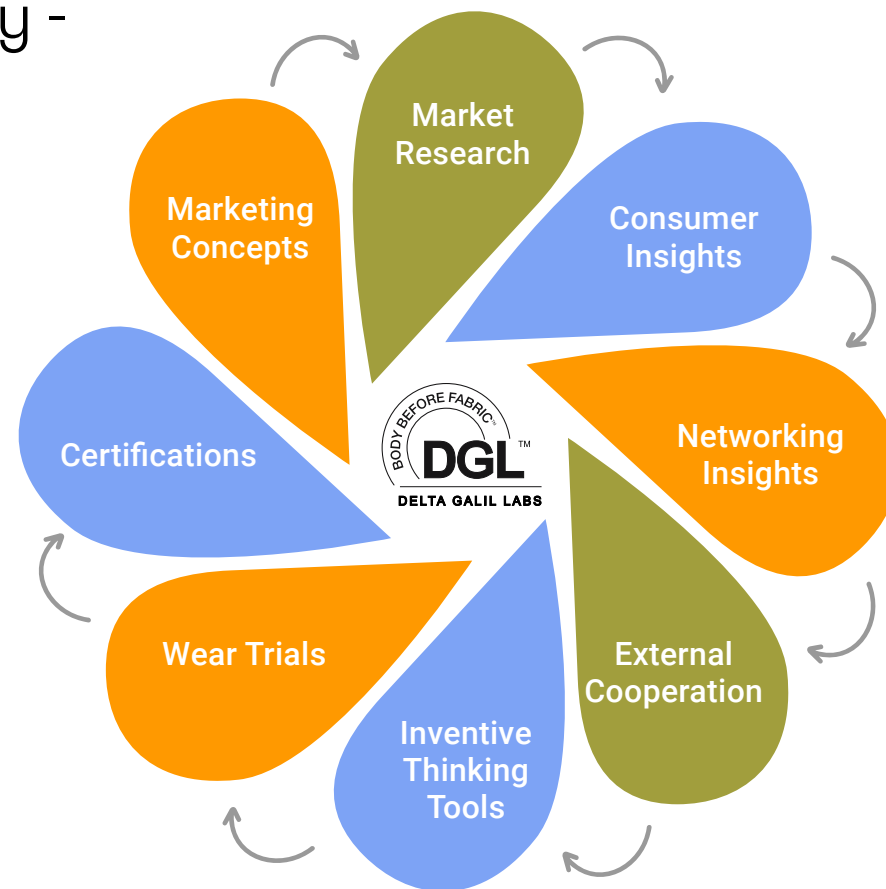 y -
Market
Research
Consumer
Insights
Networking
Insights
External
Cooperation
Inventive
Thinking
Tools
Wear Trials
Certifications
Marketing
Concepts
BODY BEFORE FABRIC™
DGL™
DELTA GALIL LABS